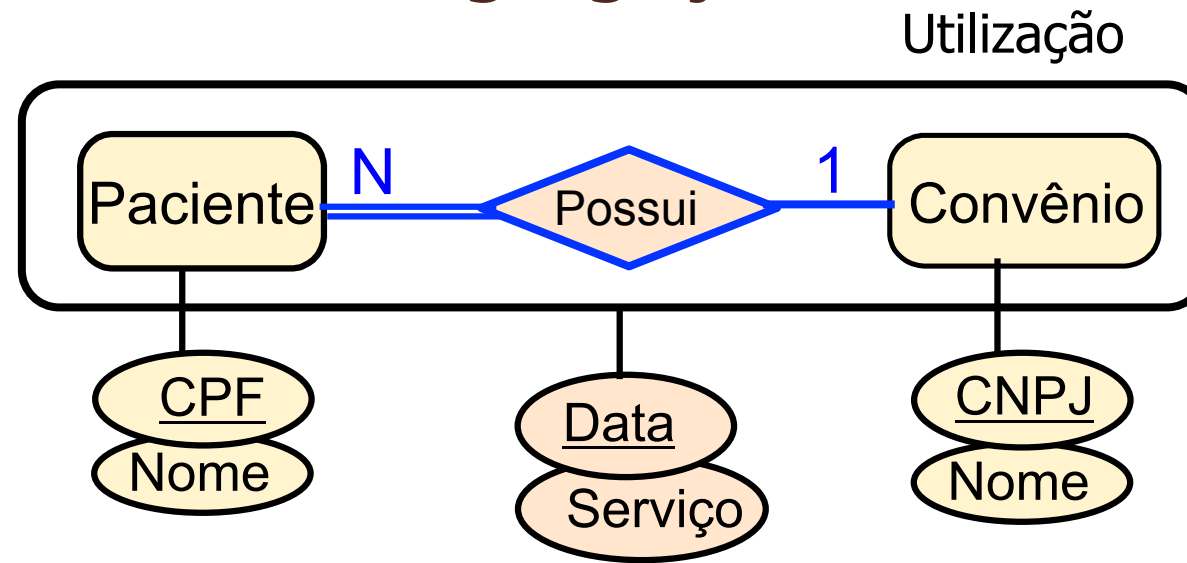 Utilização
Paciente N Possui 1 Convênio
CPF
Nome
Data
Serviço
CNPJ
Nome